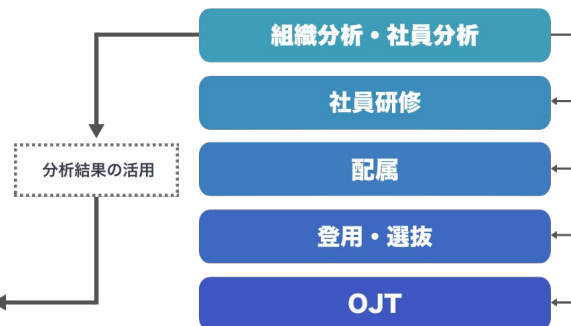 組織分析・社員分析
社員研修
分析結果の活用
配属
登用・選抜
OJT